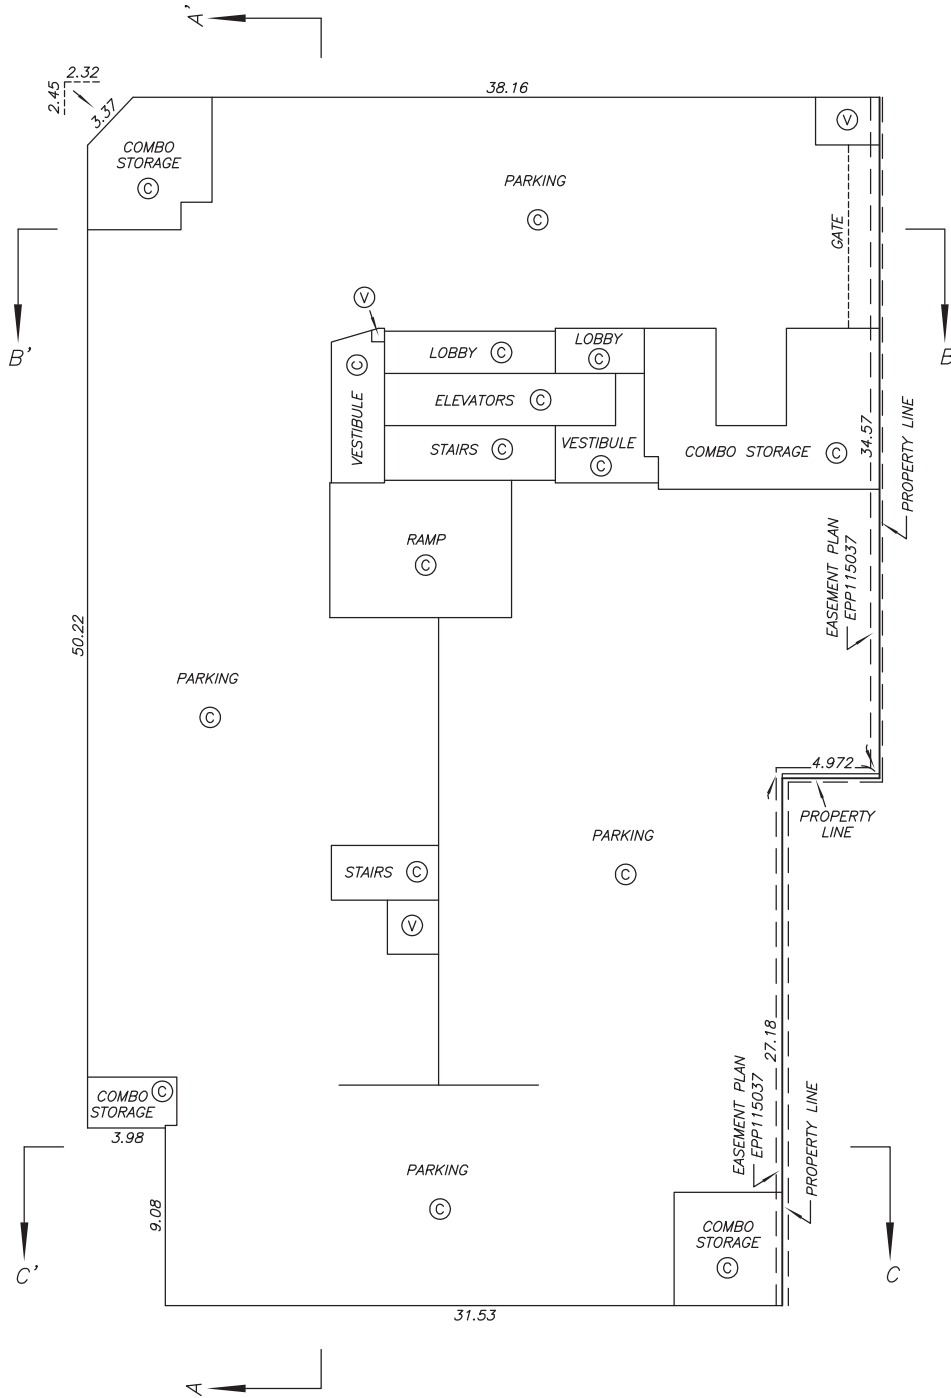 A'
2.32
2.45
3.37
38.16
COMBO
STORAGE
C
V
PARKING
C
GATE
B'
B
V
LOBBY C
LOBBY
C
C
VESTIBULE
ELEVATORS C
STAIRS C
VESTIBULE
C
COMBO STORAGE C
34.57
PROPERTY LINE
RAMP
C
EASEMENT PLAN
EPP115037
50.22
PARKING
C
4.972
PROPERTY
LINE
PARKING
C
STAIRS C
V
27.18
EASEMENT PLAN
EPP115037
PROPERTY LINE
COMBO C
STORAGE
3.98
PARKING
C
9.08
COMBO
STORAGE
C
C'
C
31.53
A